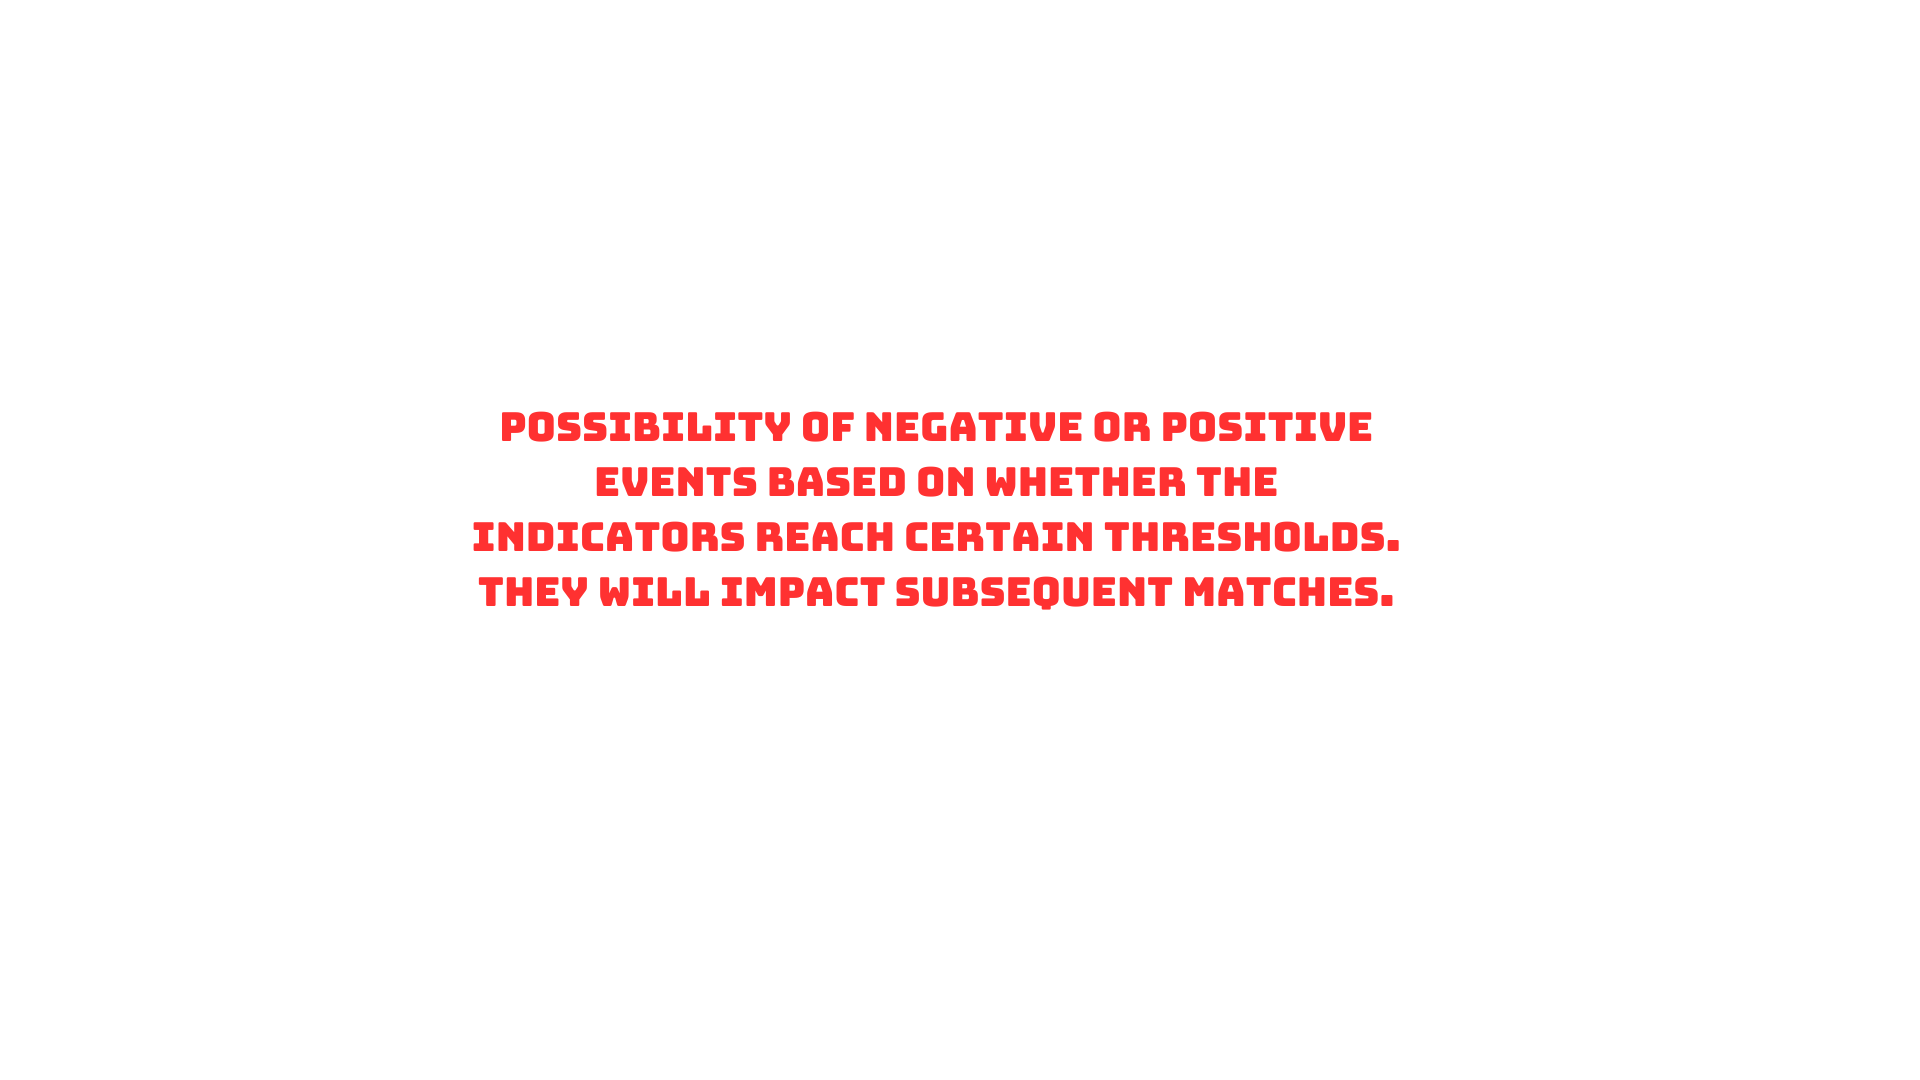 POSSIBILITY OF NEGATIVE OR POSITIVE
EVENTS BASED ON WHETHER THE
INDICATORS REACH CERTAIN THRESHOLDS.
THEY WILL IMPACT SUBSEQUENT MATCHES.